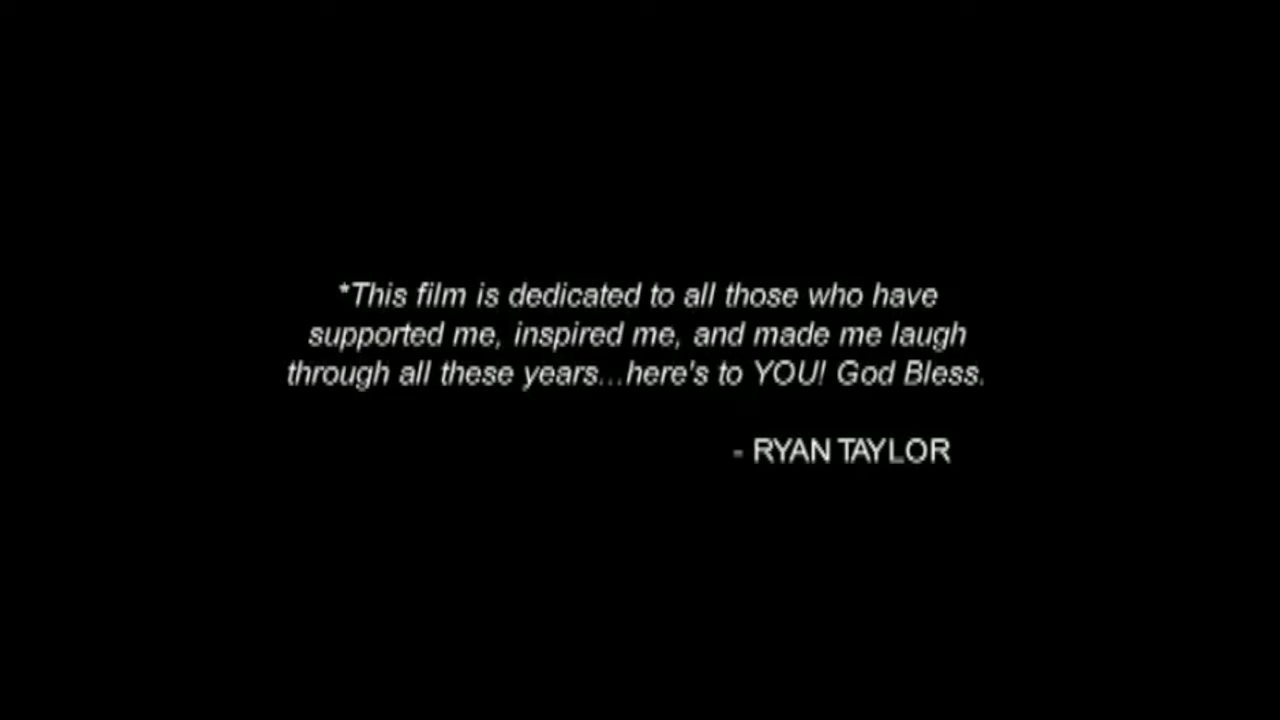 *This film is dedicated to all those who have
supported me, inspired me, and made me laugh
through all these years...here's to YOU! God Bless.
- RYAN TAYLOR